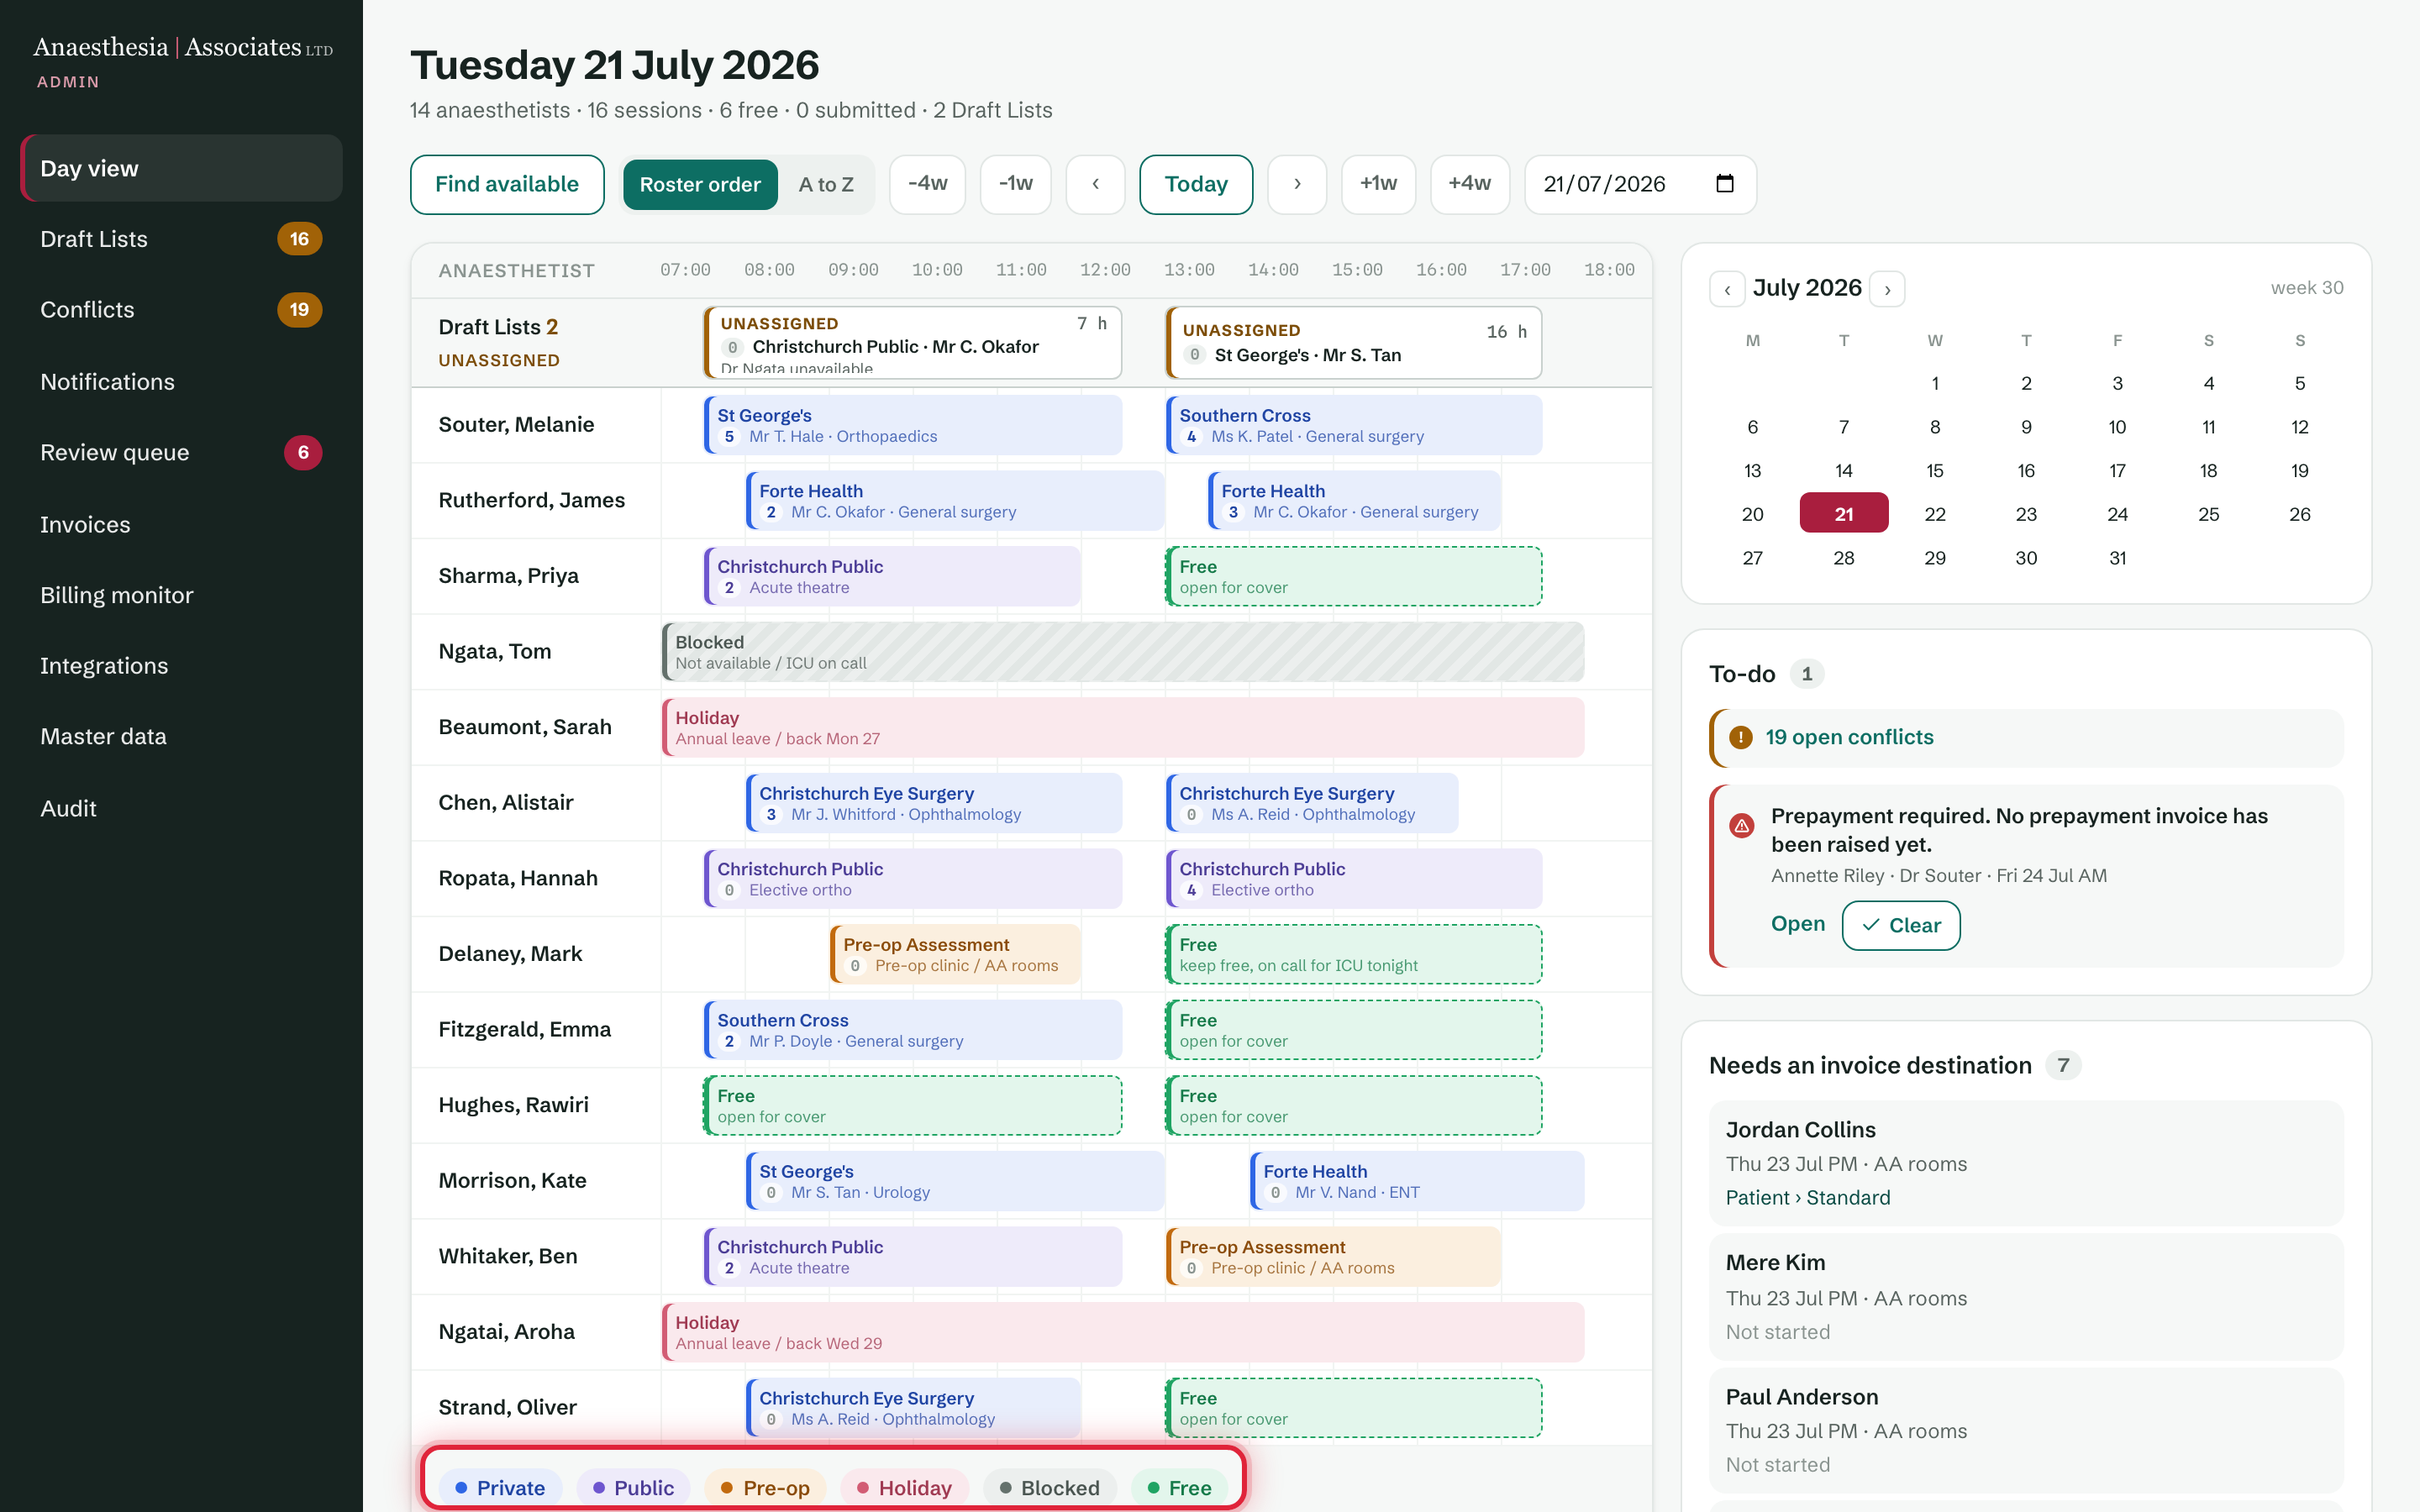 Anaesthesia | Associates LTD
ADMIN
Day view
Draft Lists 16
Conflicts 19
Notifications
Review queue 6
Invoices
Billing monitor
Integrations
Master data
Audit
Tuesday 21 July 2026
14 anaesthetists · 16 sessions · 6 free · 0 submitted · 2 Draft Lists
Find available Roster order A to Z -4w -1w ‹ Today › +1w +4w 21/07/2026
ANAESTHETIST 07:00 08:00 09:00 10:00 11:00 12:00 13:00 14:00 15:00 16:00 17:00 18:00
Draft Lists 2
UNASSIGNED
UNASSIGNED 7 h
0 Christchurch Public · Mr C. Okafor
Dr Ngata unavailable
UNASSIGNED 16 h
0 St George's · Mr S. Tan
Souter, Melanie
St George's
5 Mr T. Hale · Orthopaedics
Southern Cross
4 Ms K. Patel · General surgery
Rutherford, James
Forte Health
2 Mr C. Okafor · General surgery
Forte Health
3 Mr C. Okafor · General surgery
Sharma, Priya
Christchurch Public
2 Acute theatre
Free
open for cover
Ngata, Tom
Blocked
Not available / ICU on call
Beaumont, Sarah
Holiday
Annual leave / back Mon 27
Chen, Alistair
Christchurch Eye Surgery
3 Mr J. Whitford · Ophthalmology
Christchurch Eye Surgery
0 Ms A. Reid · Ophthalmology
Ropata, Hannah
Christchurch Public
0 Elective ortho
Christchurch Public
4 Elective ortho
Delaney, Mark
Pre-op Assessment
0 Pre-op clinic / AA rooms
Free
keep free, on call for ICU tonight
Fitzgerald, Emma
Southern Cross
2 Mr P. Doyle · General surgery
Free
open for cover
Hughes, Rawiri
Free
open for cover
Free
open for cover
Morrison, Kate
St George's
0 Mr S. Tan · Urology
Forte Health
0 Mr V. Nand · ENT
Whitaker, Ben
Christchurch Public
2 Acute theatre
Pre-op Assessment
0 Pre-op clinic / AA rooms
Ngatai, Aroha
Holiday
Annual leave / back Wed 29
Strand, Oliver
Christchurch Eye Surgery
0 Ms A. Reid · Ophthalmology
Free
open for cover
Private Public Pre-op Holiday Blocked Free
‹ July 2026 › week 30
M T W T F S S
1 2 3 4 5
6 7 8 9 10 11 12
13 14 15 16 17 18 19
20 21 22 23 24 25 26
27 28 29 30 31
To-do 1
19 open conflicts
Prepayment required. No prepayment invoice has
been raised yet.
Annette Riley · Dr Souter · Fri 24 Jul AM
Open ✓ Clear
Needs an invoice destination 7
Jordan Collins
Thu 23 Jul PM · AA rooms
Patient › Standard
Mere Kim
Thu 23 Jul PM · AA rooms
Not started
Paul Anderson
Thu 23 Jul PM · AA rooms
Not started